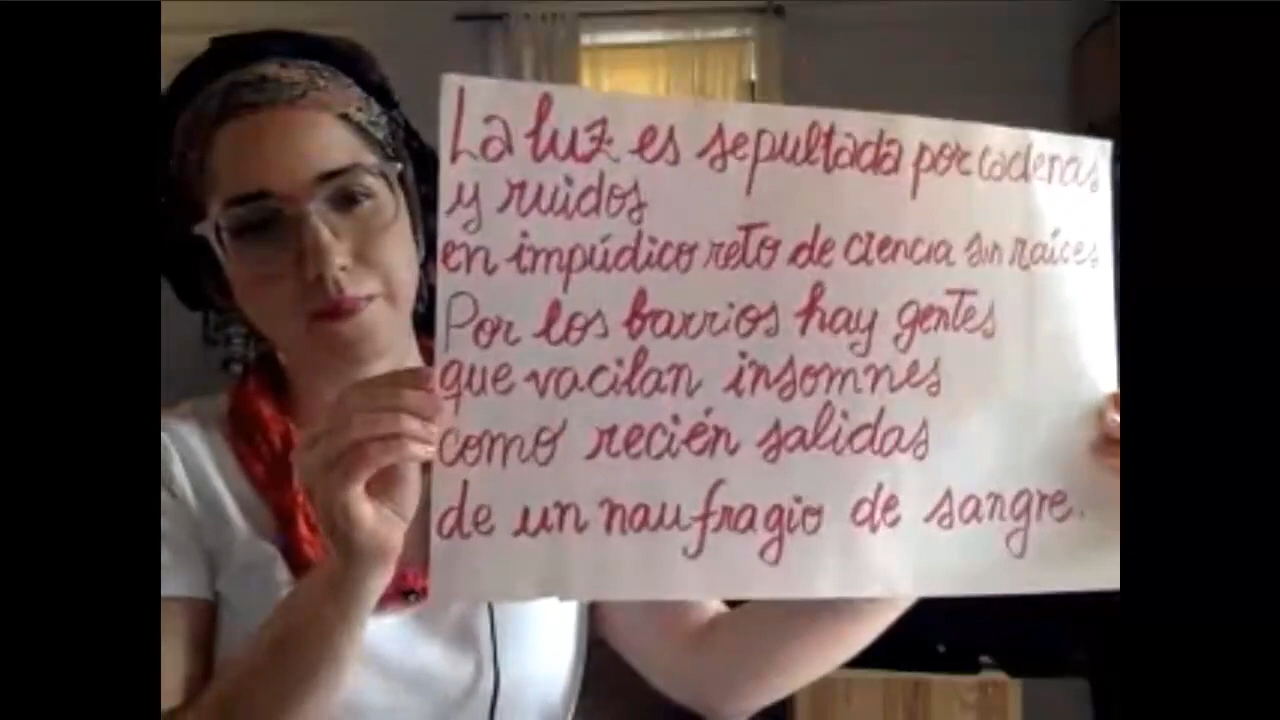 La luz es sepultada por cadenas
y ruidos
en impúdico reto de ciencia sin raíces
Por los barrios hay gentes
que vacilan insomnes
como recién salidas
de un naufragio de sangre.